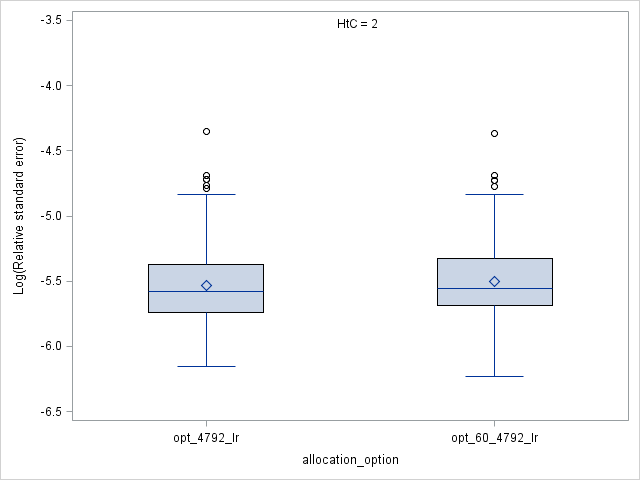 HtC = 2
-3.5
-4.0
-4.5
-5.0
-5.5
-6.0
-6.5
Log(Relative standard error)
opt_4792_lr
opt_60_4792_lr
allocation_option